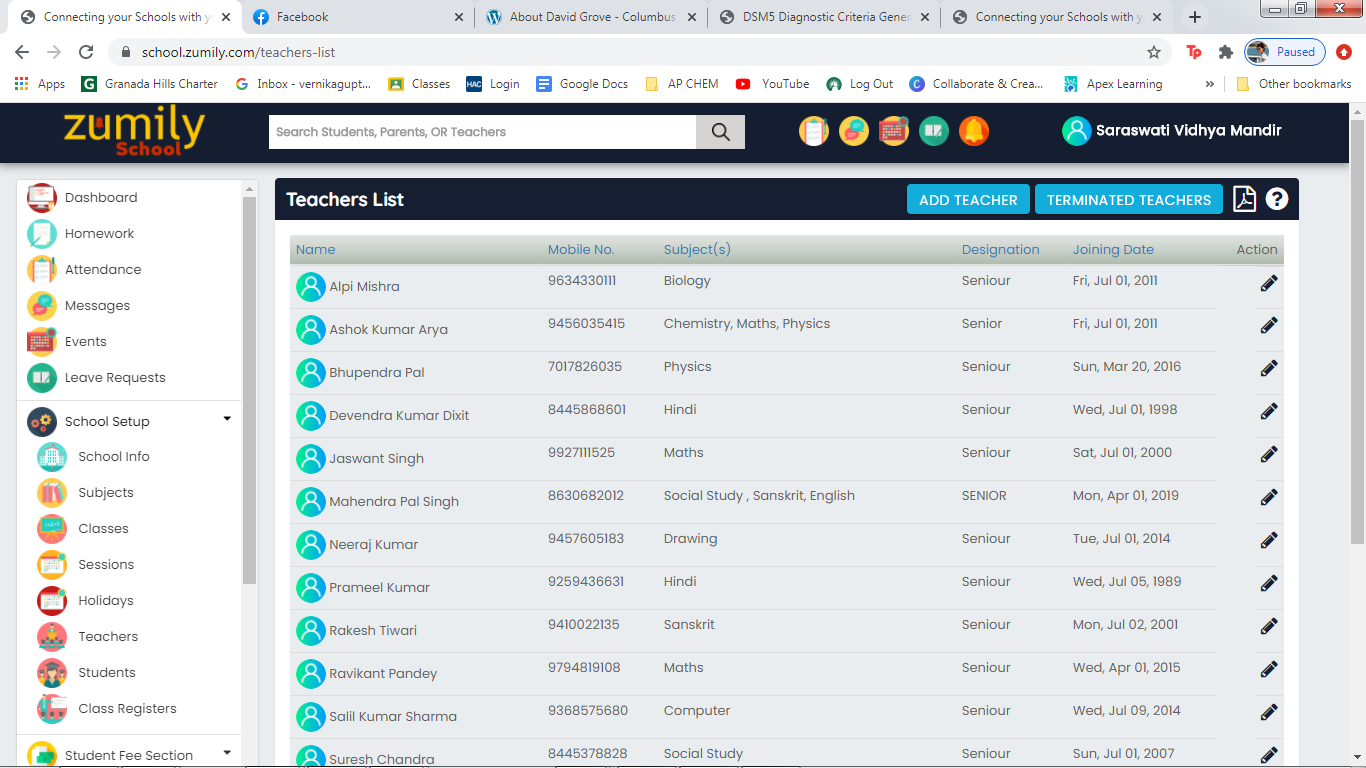 Connecting your Schools with y
Facebook
About David Grove - Columbus
DSM5 Diagnostic Criteria Gener
Connecting your Schools with y
school.zumily.com/teachers-list
Tp
Paused
Apps
Granada Hills Charter
Inbox - vernikagupt...
Classes
HAC Login
Google Docs
AP CHEM
YouTube
Log Out
Collaborate & Crea...
Apex Learning
»
Other bookmarks
zumily
School
Search Students, Parents, OR Teachers
Saraswati Vidhya Mandir
Dashboard
Homework
Attendance
Messages
Events
Leave Requests
School Setup
School Info
Subjects
Classes
Sessions
Holidays
Teachers
Students
Class Registers
Student Fee Section
Teachers List
ADD TEACHER
TERMINATED TEACHERS
Name Mobile No. Subject(s) Designation Joining Date Action
Alpi Mishra 9634330111 Biology Seniour Fri, Jul 01, 2011
Ashok Kumar Arya 9456035415 Chemistry, Maths, Physics Senior Fri, Jul 01, 2011
Bhupendra Pal 7017826035 Physics Seniour Sun, Mar 20, 2016
Devendra Kumar Dixit 8445868601 Hindi Seniour Wed, Jul 01, 1998
Jaswant Singh 9927111525 Maths Seniour Sat, Jul 01, 2000
Mahendra Pal Singh 8630682012 Social Study , Sanskrit, English SENIOR Mon, Apr 01, 2019
Neeraj Kumar 9457605183 Drawing Seniour Tue, Jul 01, 2014
Prameel Kumar 9259436631 Hindi Seniour Wed, Jul 05, 1989
Rakesh Tiwari 9410022135 Sanskrit Seniour Mon, Jul 02, 2001
Ravikant Pandey 9794819108 Maths Seniour Wed, Apr 01, 2015
Salil Kumar Sharma 9368575680 Computer Seniour Wed, Jul 09, 2014
Suresh Chandra 8445378828 Social Study Seniour Sun, Jul 01, 2007